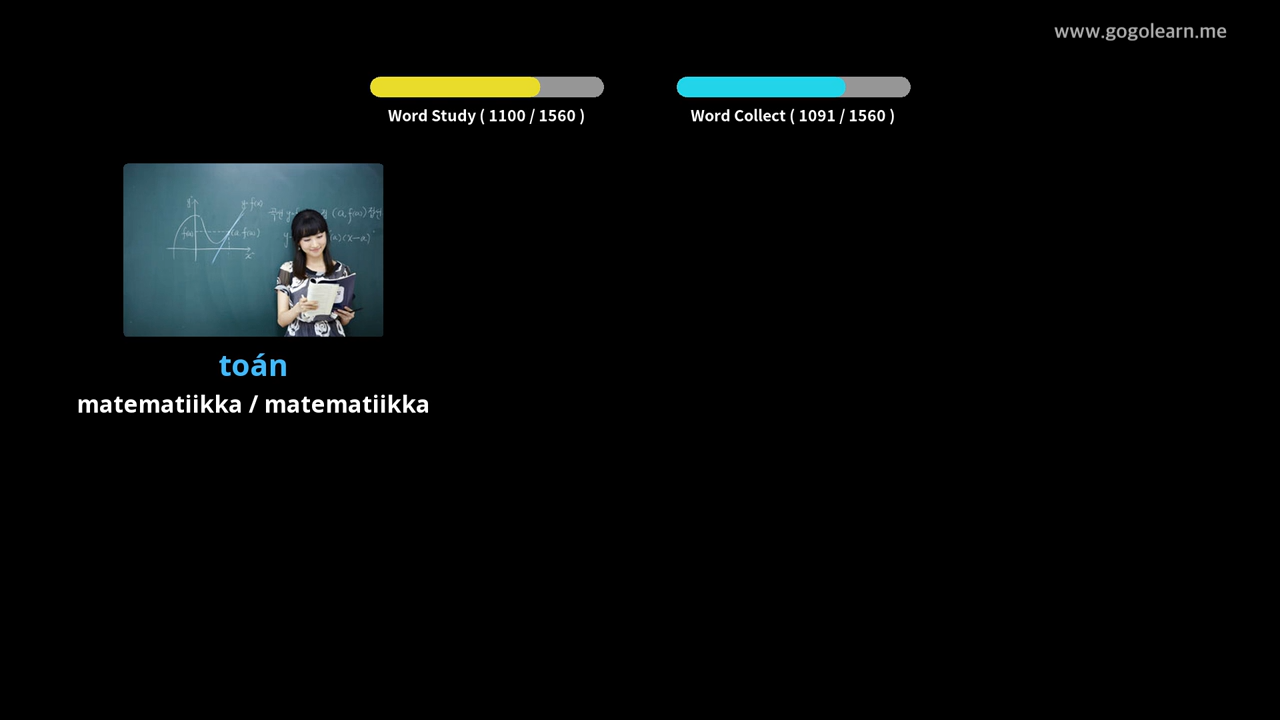 www.gogolearn.me
Word Study ( 1100 / 1560 )
Word Collect ( 1091 / 1560 )
y=f(x)
toán
matematiikka / matematiikka